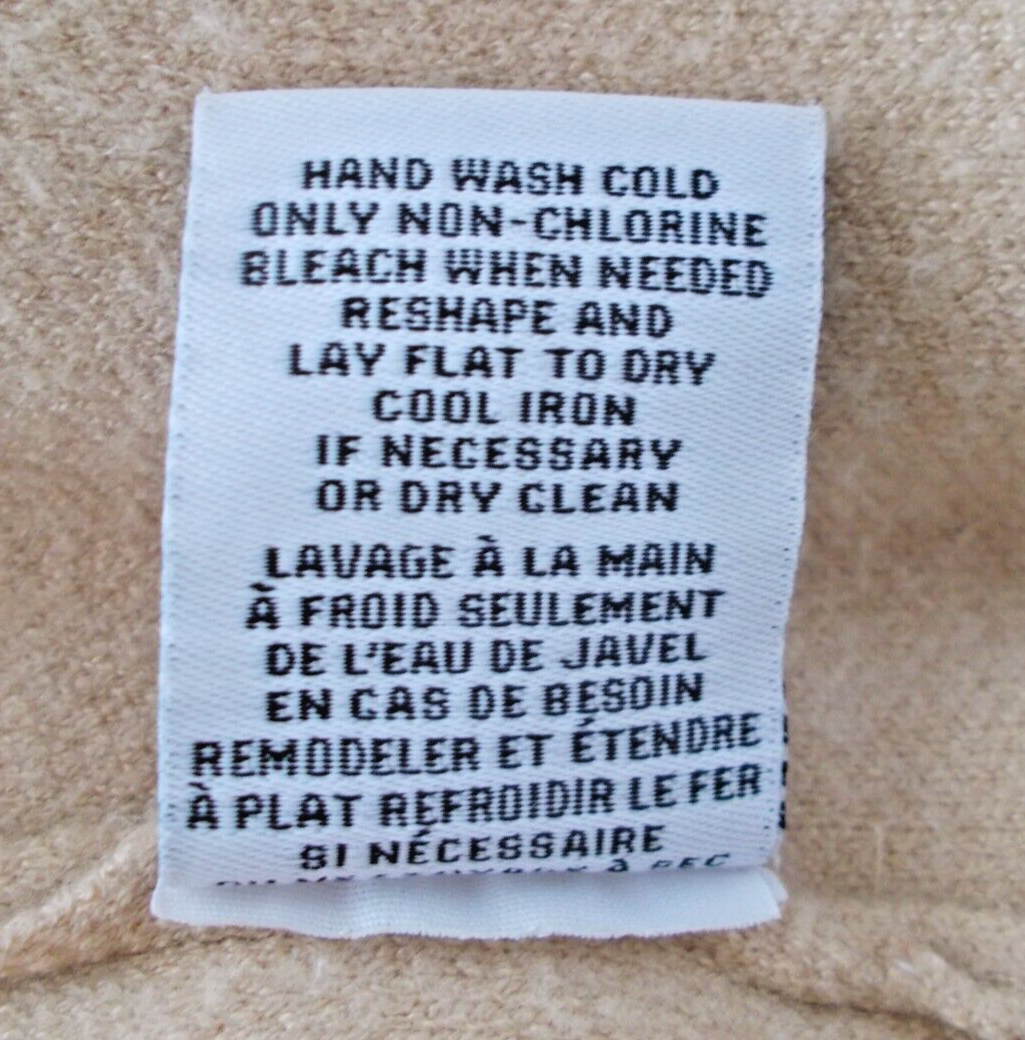 HAND WASH COLD
ONLY NON-CHLORINE
BLEACH WHEN NEEDED
RESHAPE AND
LAY FLAT TO DRY
COOL IRON
IF NECESSARY
OR DRY CLEAN
LAVAGE À LA MAIN
À FROID SEULEMENT
DE L'EAU DE JAVEL
EN CAS DE BESOIN
REMODELER ET ÉTENDRE
À PLAT REFROIDIR LE FER
SI NÉCESSAIRE